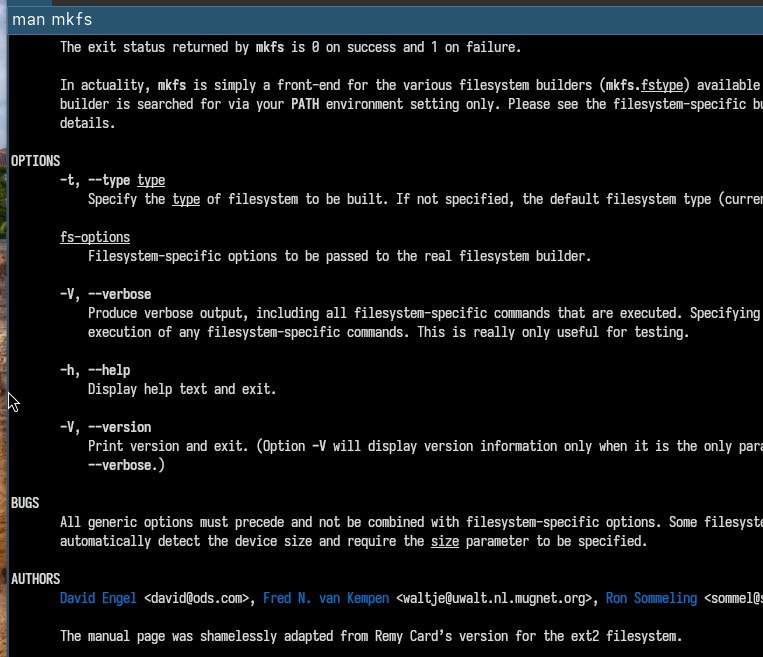 man mkfs
The exit status returned by mkfs is 0 on success and 1 on failure.
In actuality, mkfs is simply a front-end for the various filesystem builders (mkfs.fstype) available
builder is searched for via your PATH environment setting only. Please see the filesystem-specific bu
details.
OPTIONS
-t, --type type
Specify the type of filesystem to be built. If not specified, the default filesystem type (curren
fs-options
Filesystem-specific options to be passed to the real filesystem builder.
-V, --verbose
Produce verbose output, including all filesystem-specific commands that are executed. Specifying
execution of any filesystem-specific commands. This is really only useful for testing.
-h, --help
Display help text and exit.
-V, --version
Print version and exit. (Option -V will display version information only when it is the only para
--verbose.)
BUGS
All generic options must precede and not be combined with filesystem-specific options. Some filesyste
automatically detect the device size and require the size parameter to be specified.
AUTHORS
David Engel <david@ods.com>, Fred N. van Kempen <waltje@uwalt.nl.mugnet.org>, Ron Sommeling <sommel@s
The manual page was shamelessly adapted from Remy Card's version for the ext2 filesystem.